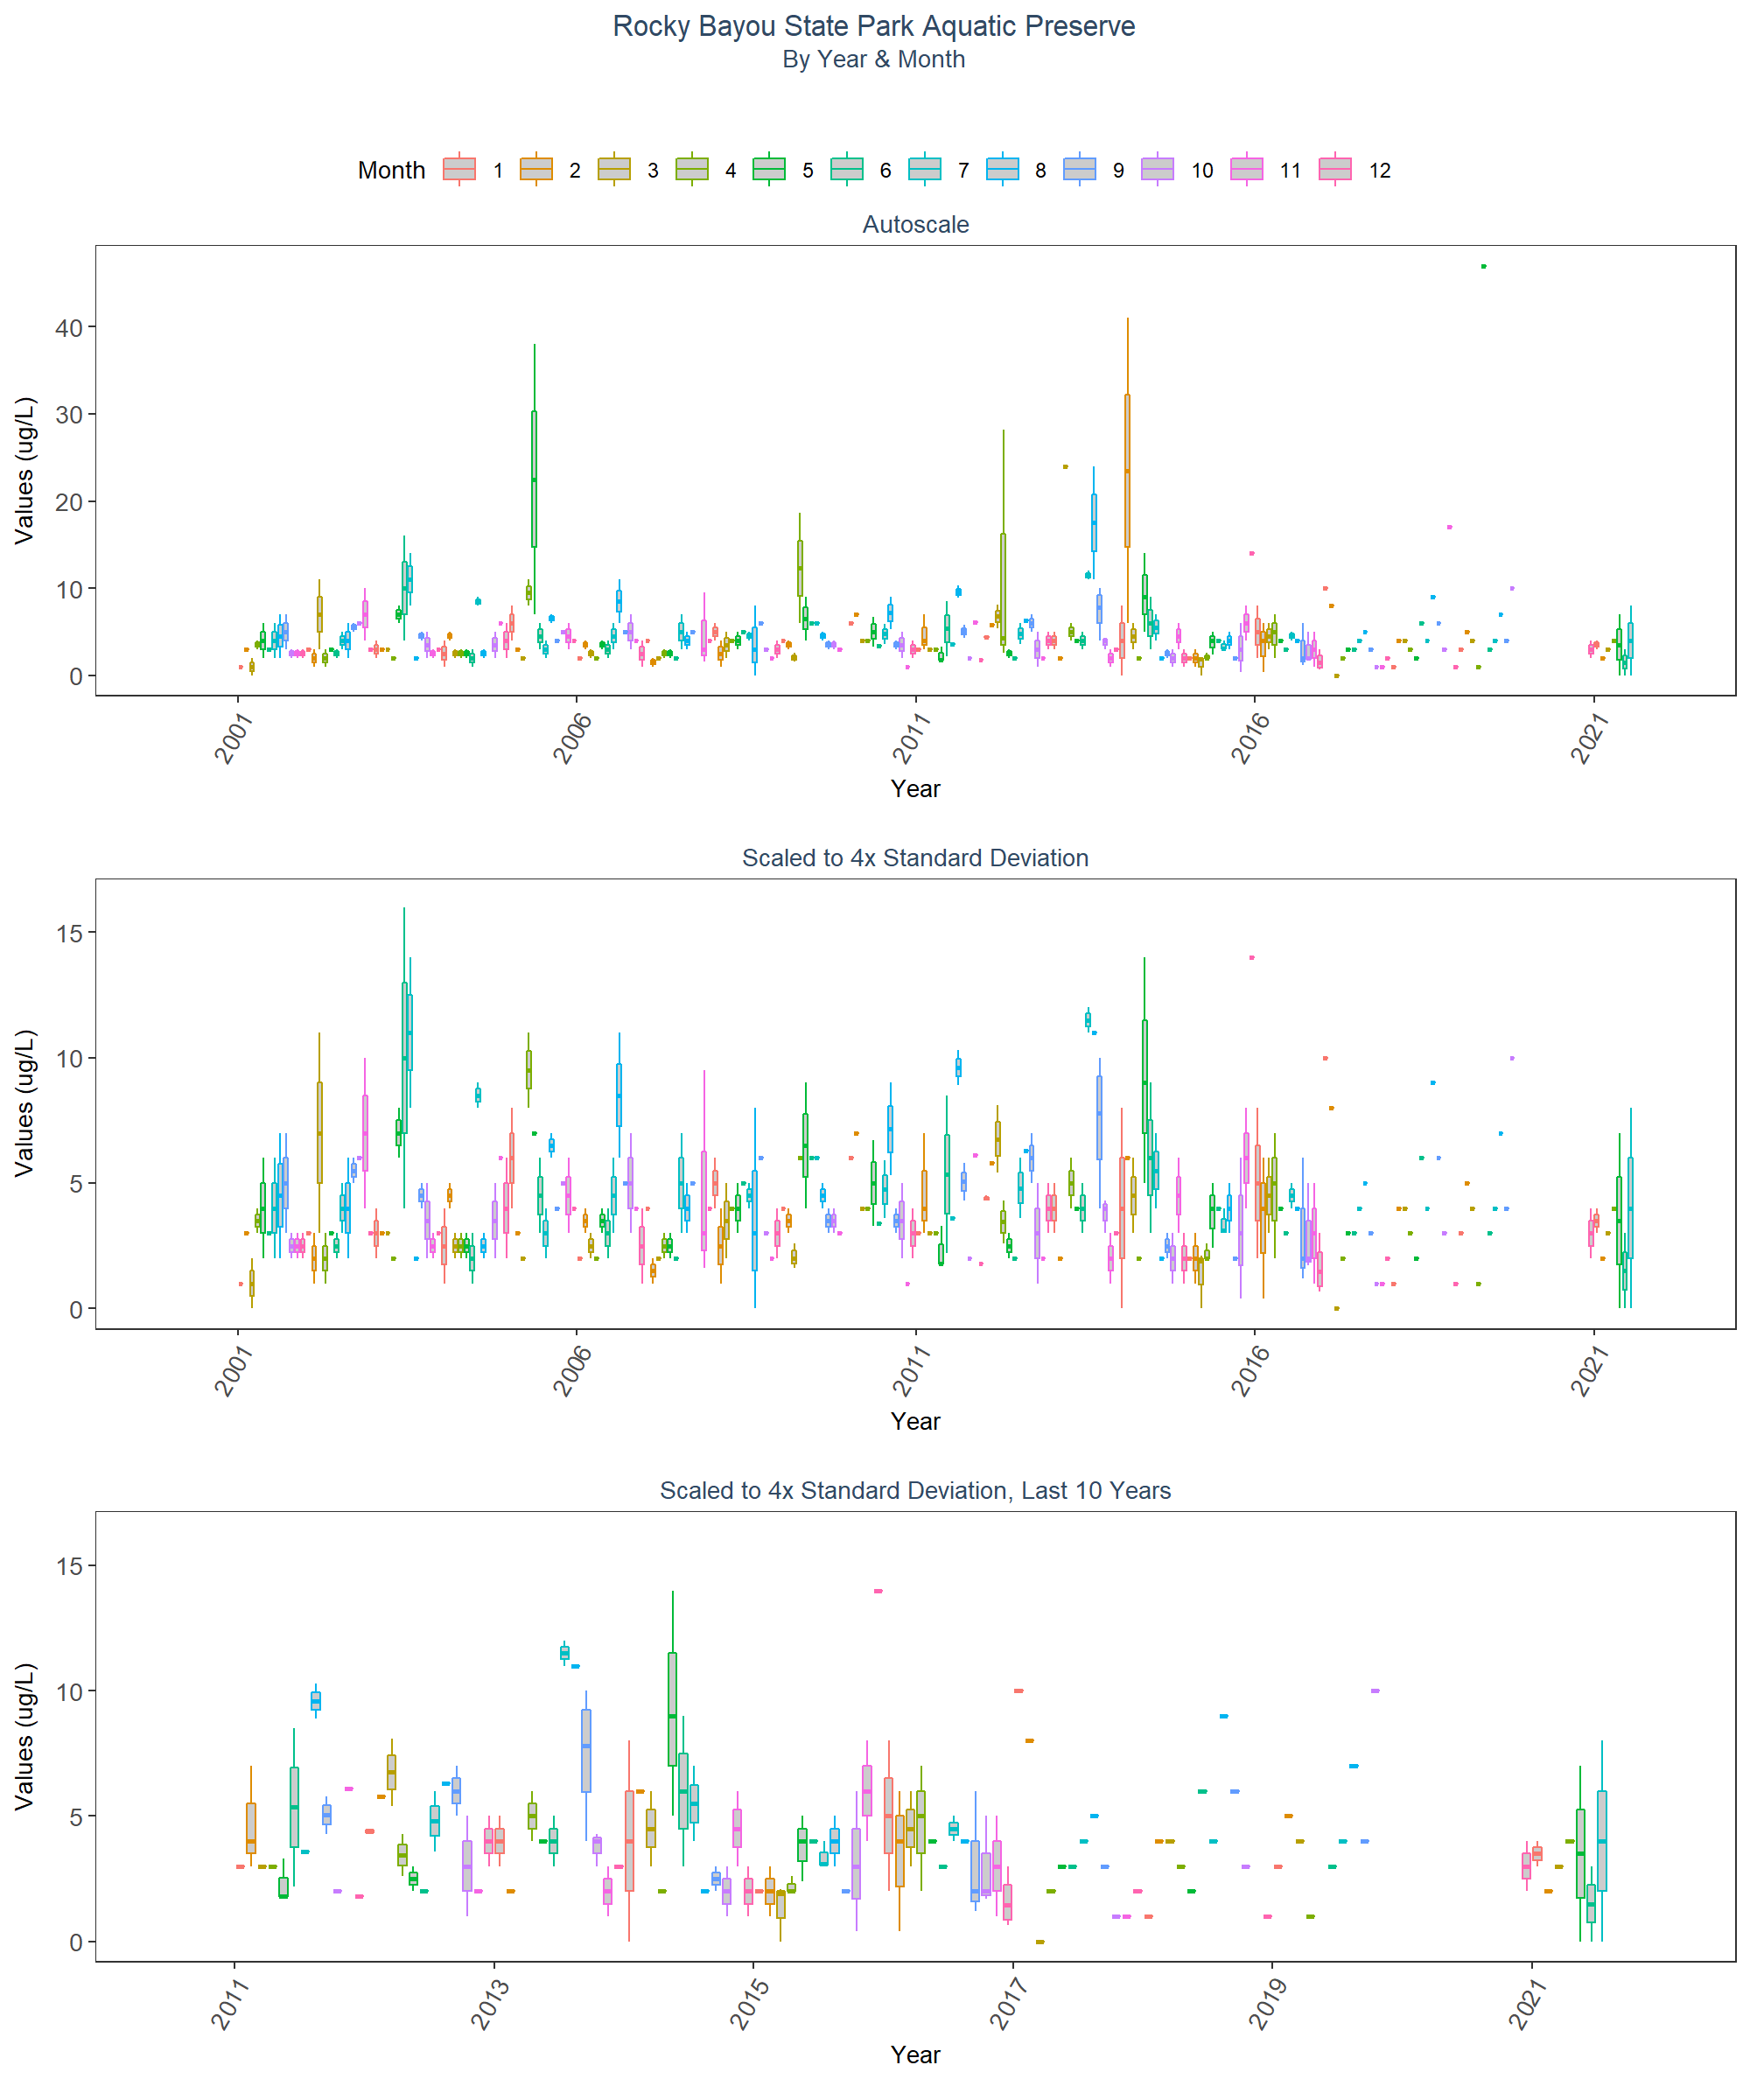 Rocky Bayou State Park Aquatic Preserve
By Year & Month
Month 1 2 3 4 5 6 7 8 9 10 11 12
Autoscale
Values (ug/L)
40
30
20
10
0
2001 2006 2011 2016 2021
Year
Scaled to 4x Standard Deviation
Values (ug/L)
15
10
5
0
2001 2006 2011 2016 2021
Year
Scaled to 4x Standard Deviation, Last 10 Years
Values (ug/L)
15
10
5
0
2011 2013 2015 2017 2019 2021
Year